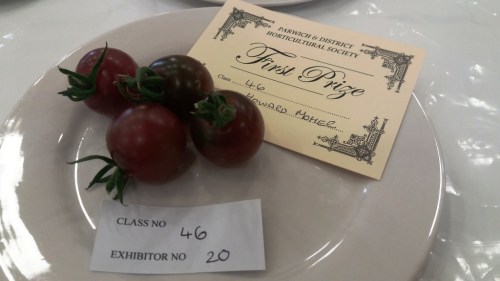 PARWICH & DISTRICT
HORTICULTURAL SOCIETY
First Prize
Class 46
HOWARD MOHER
CLASS NO 46
EXHIBITOR NO 20